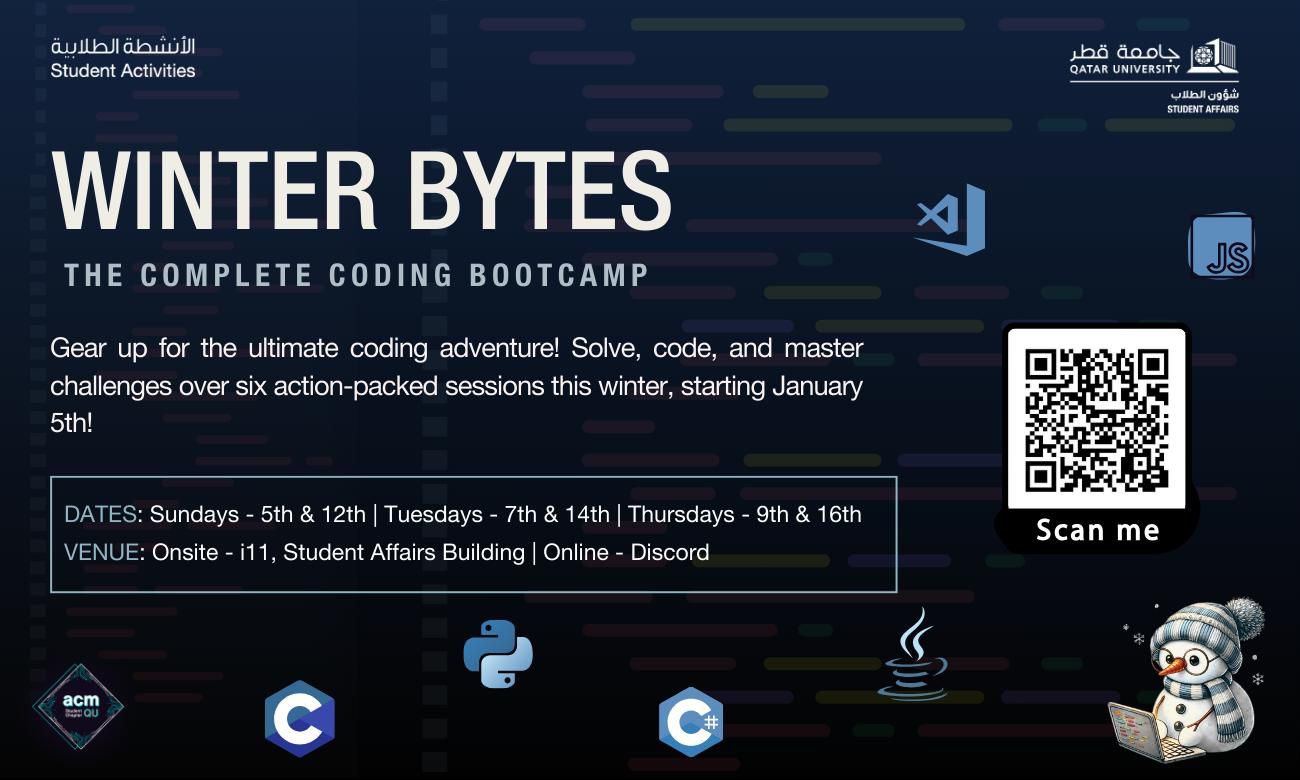 الأنشطة الطلابية
Student Activities
جامعة قطر
QATAR UNIVERSITY
شؤون الطلاب
STUDENT AFFAIRS
WINTER BYTES
THE COMPLETE CODING BOOTCAMP
JS
Gear up for the ultimate coding adventure! Solve, code, and master
challenges over six action-packed sessions this winter, starting January
5th!
DATES: Sundays - 5th & 12th | Tuesdays - 7th & 14th | Thursdays - 9th & 16th
VENUE: Onsite - i11, Student Affairs Building | Online - Discord
Scan me
acm
Student Chapter
QU
C
C#